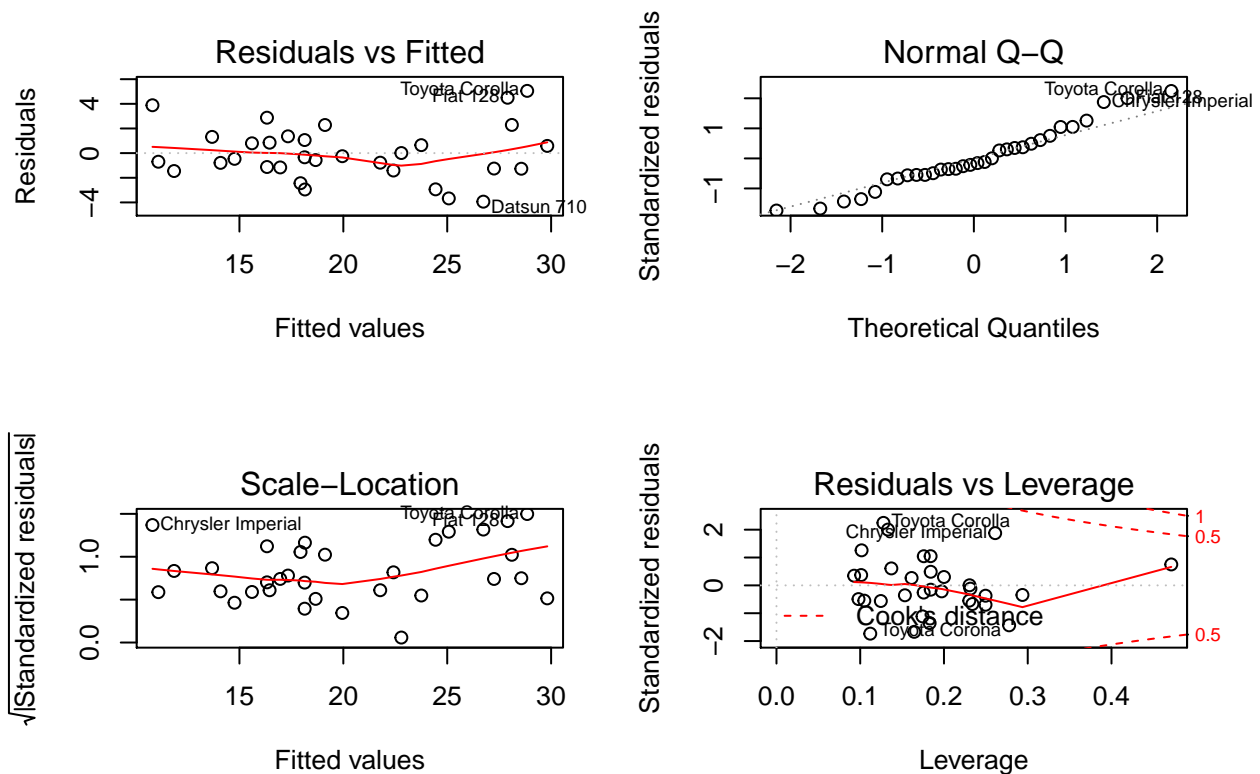 Residuals vs Fitted
Residuals
4
0
−4
Toyota Corolla
Fiat 128
Datsun 710
15 20 25 30
Fitted values
Normal Q−Q
Standardized residuals
1
−1
Toyota Corolla
Fiat 128
Chrysler Imperial
−2 −1 0 1 2
Theoretical Quantiles
Scale−Location
√|Standardized residuals|
1.0
0.0
Chrysler Imperial
Toyota Corolla
Fiat 128
15 20 25 30
Fitted values
Residuals vs Leverage
Standardized residuals
2
0
−2
Toyota Corolla
Chrysler Imperial
Cook's distance
Toyota Corona
1
0.5
0.5
0.0 0.1 0.2 0.3 0.4
Leverage